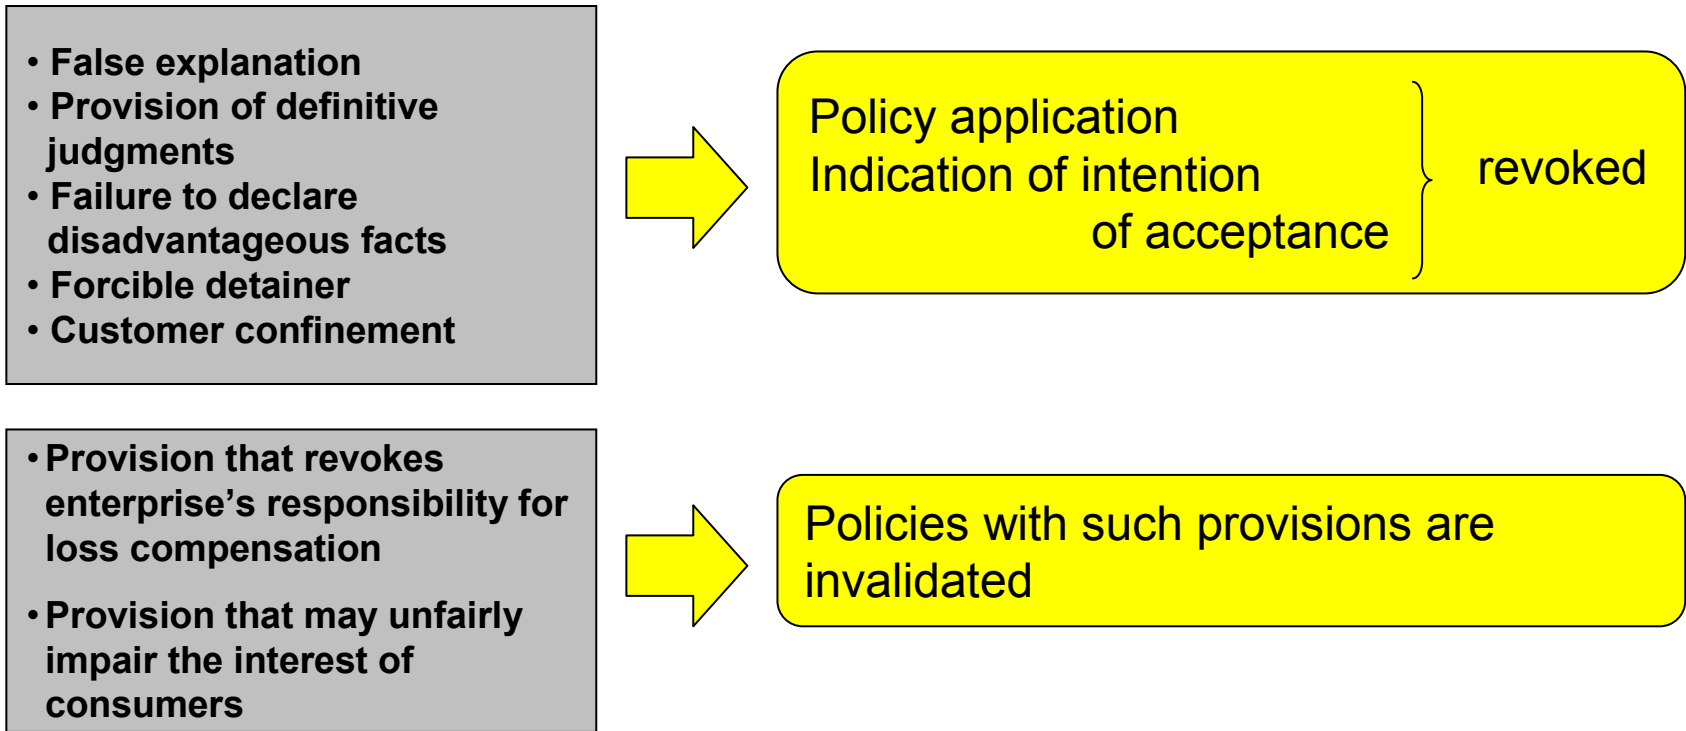 • False explanation
• Provision of definitive
judgments
• Failure to declare
disadvantageous facts
• Forcible detainer
• Customer confinement
Policy application
Indication of intention
of acceptance
revoked
• Provision that revokes
enterprise’s responsibility for
loss compensation
• Provision that may unfairly
impair the interest of
consumers
Policies with such provisions are
invalidated